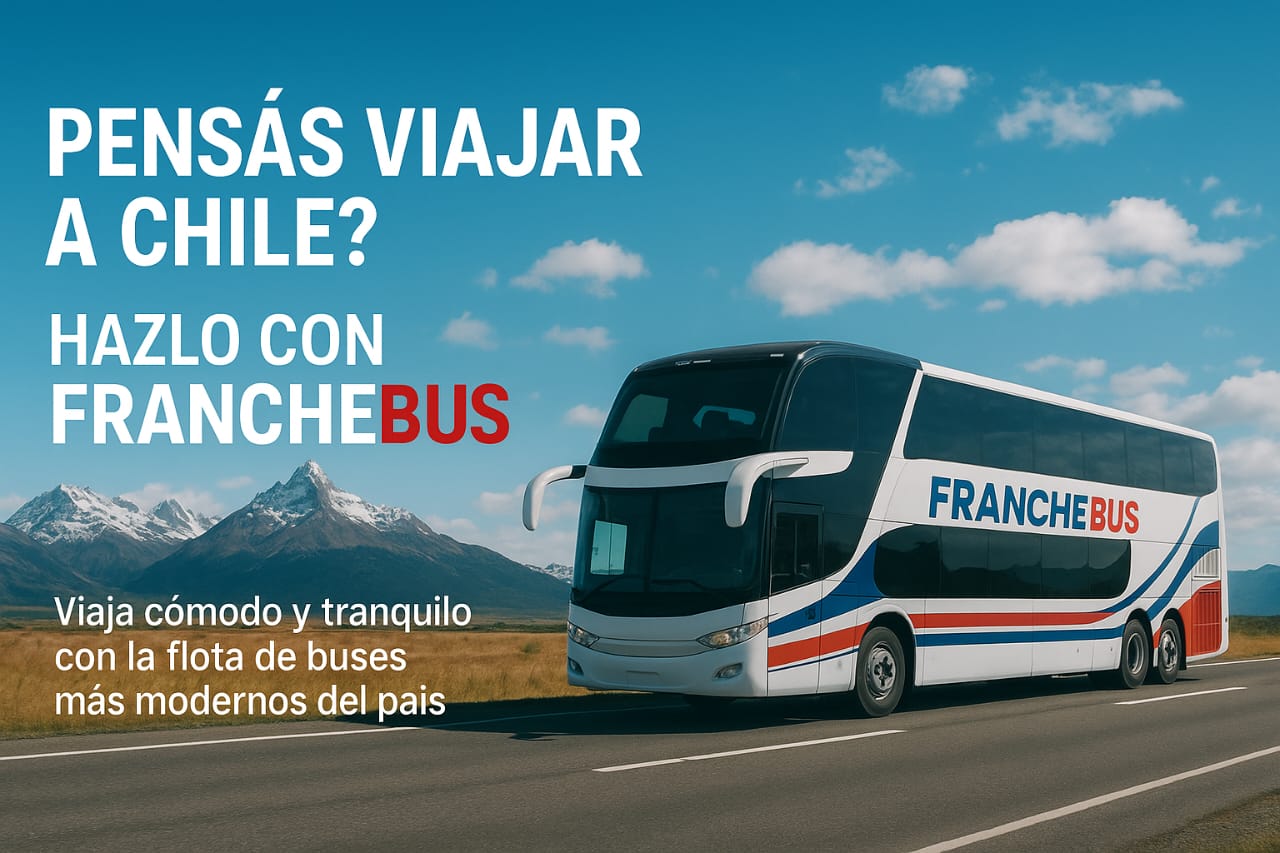 PENSÁS VIAJAR
A CHILE?
HAZLO CON
FRANCHEBUS
Viaja cómodo y tranquilo
con la flota de buses
más modernos del pais
FRANCHEBUS